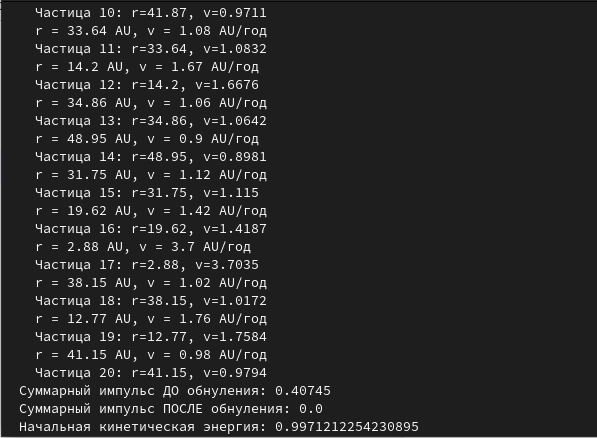 Частица 10: r=41.87, v=0.9711
r = 33.64 AU, v = 1.08 AU/год
Частица 11: r=33.64, v=1.0832
r = 14.2 AU, v = 1.67 AU/год
Частица 12: r=14.2, v=1.6676
r = 34.86 AU, v = 1.06 AU/год
Частица 13: r=34.86, v=1.0642
r = 48.95 AU, v = 0.9 AU/год
Частица 14: r=48.95, v=0.8981
r = 31.75 AU, v = 1.12 AU/год
Частица 15: r=31.75, v=1.115
r = 19.62 AU, v = 1.42 AU/год
Частица 16: r=19.62, v=1.4187
r = 2.88 AU, v = 3.7 AU/год
Частица 17: r=2.88, v=3.7035
r = 38.15 AU, v = 1.02 AU/год
Частица 18: r=38.15, v=1.0172
r = 12.77 AU, v = 1.76 AU/год
Частица 19: r=12.77, v=1.7584
r = 41.15 AU, v = 0.98 AU/год
Частица 20: r=41.15, v=0.9794
Суммарный импульс ДО обнуления: 0.40745
Суммарный импульс ПОСЛЕ обнуления: 0.0
Начальная кинетическая энергия: 0.9971212254230895